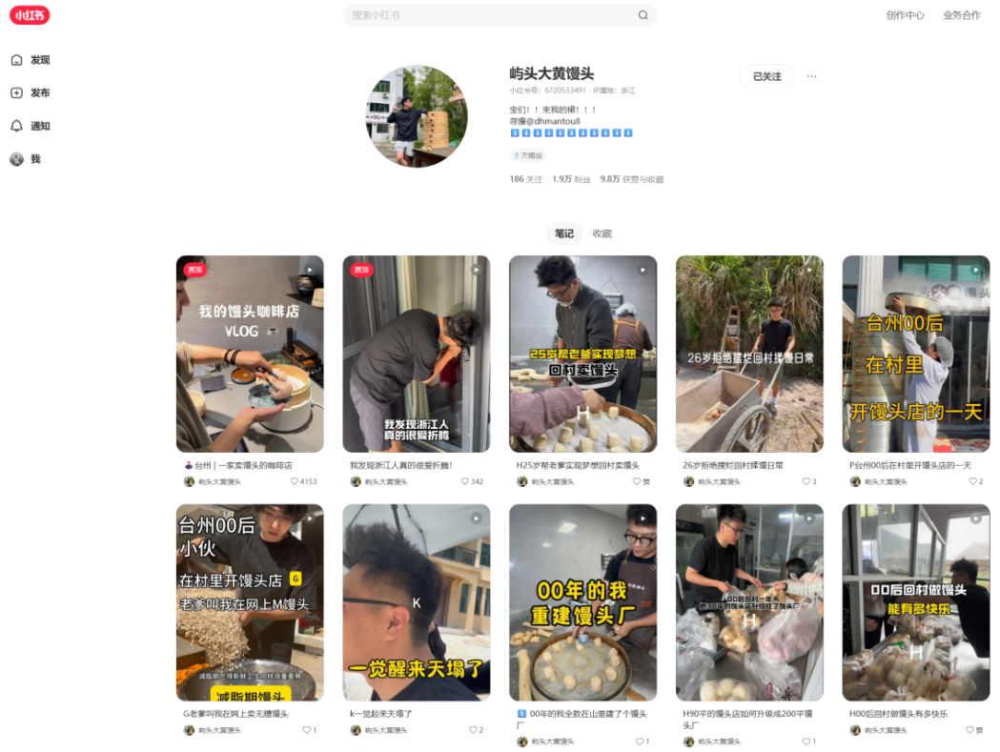 小红书
搜索小红书
创作中心 业务合作
发现
发布
通知
我
屿头大黄馒头
已关注
小红书号：6720533491 IP属地：浙江
宝们！！来我的裙！！！
寻馒@dhmantou8
天蝎座
186 关注 1.9万 粉丝 9.8万 获赞与收藏
笔记 收藏
置顶
我的馒头咖啡店
VLOG
台州 | 一家卖馒头的咖啡店
屿头大黄馒头 4153
置顶
我发现浙江人
真的很爱折腾
我发现浙江人真的很爱折腾！
屿头大黄馒头 342
25岁帮老爸实现梦想
回村卖馒头
H
H25岁帮老爹实现梦想回村卖馒头
屿头大黄馒头 赞
26岁拒绝摆烂回村揉馒日常
26岁拒绝摆烂回村揉馒日常
屿头大黄馒头 3
台州00后
在村里
开馒头店的一天
P台州00后在村里开馒头店的一天
屿头大黄馒头 2
台州00后
小伙
在村里开馒头店 G
老爹叫我在网上M馒头
减脂期馒头
G老爹叫我在网上卖无糖馒头
屿头大黄馒头 1
K
一觉醒来天塌了
k一觉起来天塌了
屿头大黄馒头 2
00年的我
重建馒头厂
00年的我全款在山里建了个馒头
厂
屿头大黄馒头 1
00后回村一年头
H
H90平的馒头店如何升级成200平馒
头厂
屿头大黄馒头 1
00后回村做馒头
能有多快乐
H
H00后回村做馒头有多快乐
屿头大黄馒头 赞